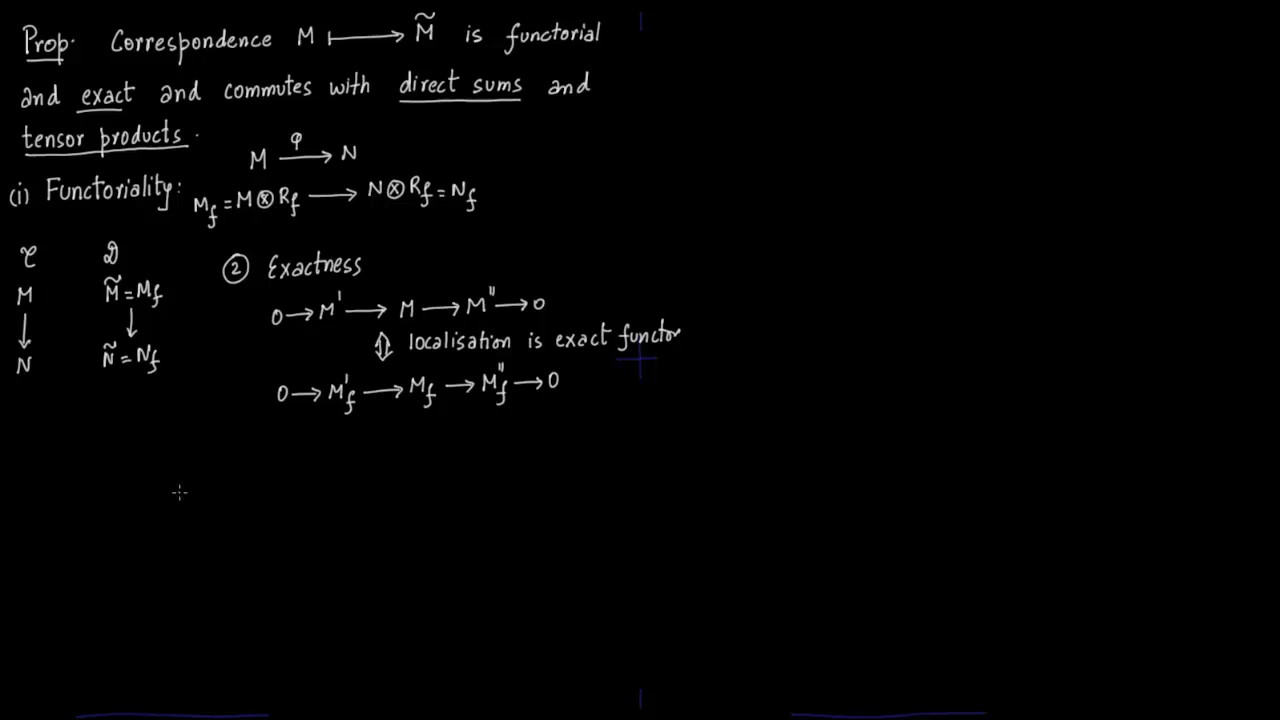 Prop. Correspondence M ⟼ M̃ is functorial
and exact and commutes with direct sums and
tensor products.
(i) Functoriality: M —φ→ N
M_f = M ⊗ R_f ⟶ N ⊗ R_f = N_f
𝒞 𝒟
M M̃ = M_f
↓ ↓
N Ñ = N_f
② Exactness
0 → M' ⟶ M ⟶ M'' → 0
⇕ localisation is exact functor
0 → M'_f ⟶ M_f → M''_f → 0